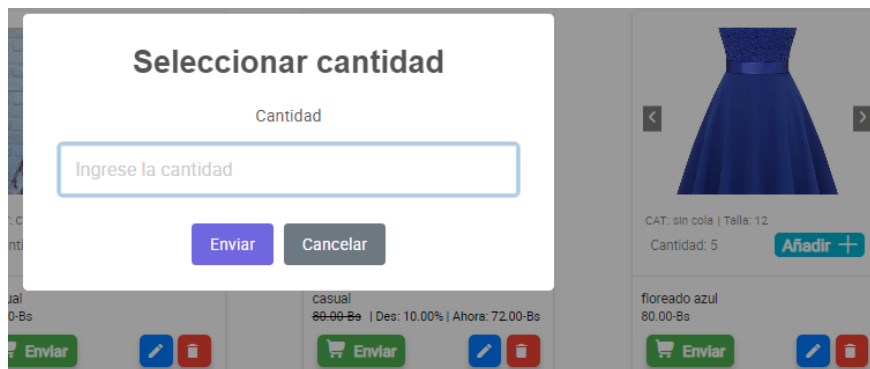 Seleccionar cantidad
Cantidad
Ingrese la cantidad
Enviar Cancelar
CAT: sin cola | Talla: 12
Cantidad: 5 Añadir +
casual
80.00 Bs | Des: 10.00% | Ahora: 72.00-Bs
floreado azul
80.00-Bs
Enviar
Enviar
Enviar